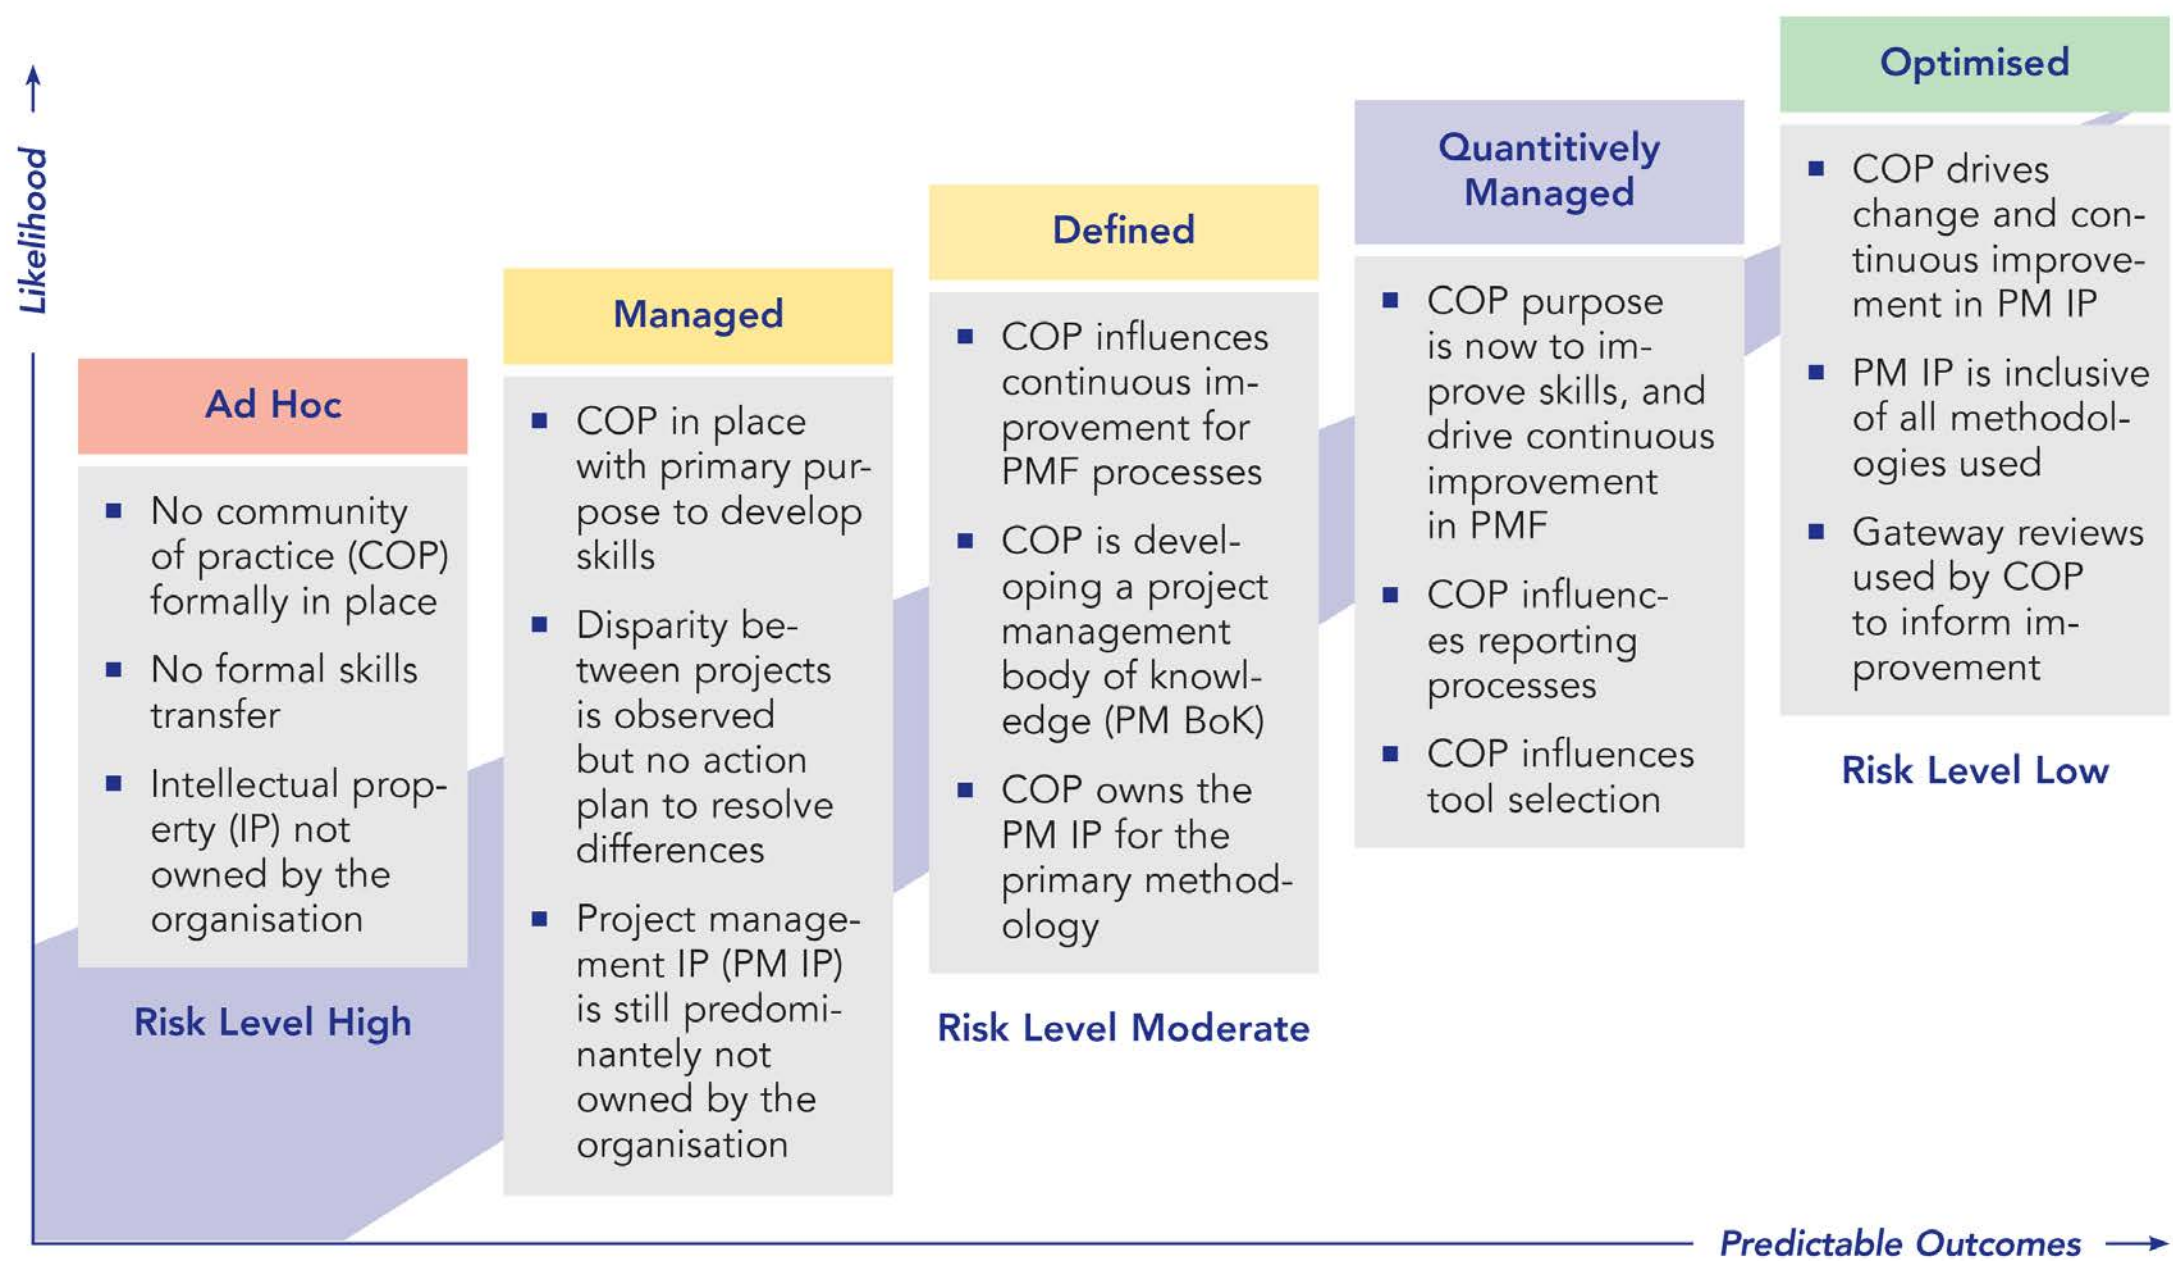 Likelihood
Ad Hoc
No community
of practice (COP)
formally in place
No formal skills
transfer
Intellectual prop-
erty (IP) not
owned by the
organisation
Risk Level High
Managed
COP in place
with primary pur-
pose to develop
skills
Disparity be-
tween projects
is observed
but no action
plan to resolve
differences
Project manage-
ment IP (PM IP)
is still predomi-
nantely not
owned by the
organisation
Defined
COP influences
continuous im-
provement for
PMF processes
COP is devel-
oping a project
management
body of knowl-
edge (PM BoK)
COP owns the
PM IP for the
primary method-
ology
Risk Level Moderate
Quantitively
Managed
COP purpose
is now to im-
prove skills, and
drive continuous
improvement
in PMF
COP influenc-
es reporting
processes
COP influences
tool selection
Optimised
COP drives
change and con-
tinuous improve-
ment in PM IP
PM IP is inclusive
of all methodol-
ogies used
Gateway reviews
used by COP
to inform im-
provement
Risk Level Low
Predictable Outcomes